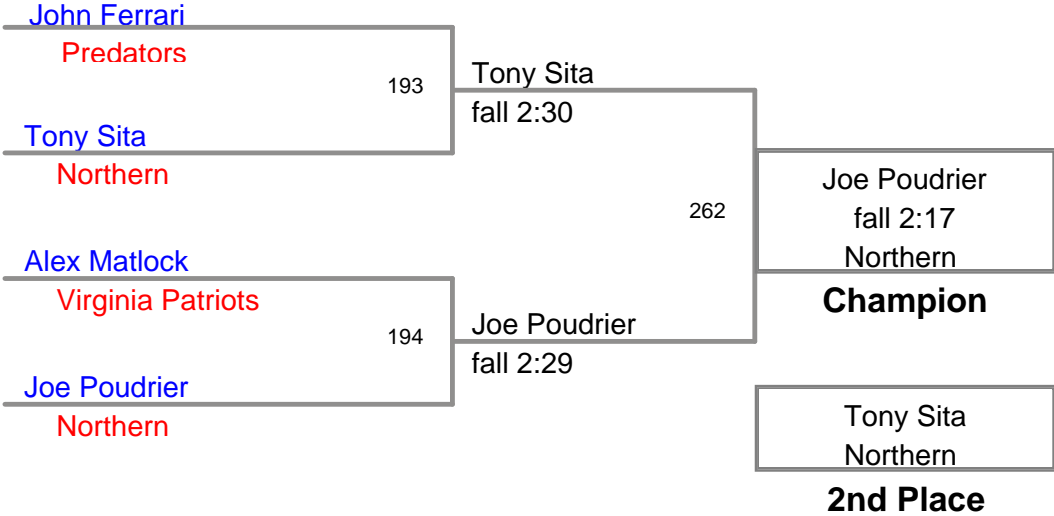 John Ferrari
Predators
193
Tony Sita
fall 2:30
Tony Sita
Northern
262
Joe Poudrier
fall 2:17
Northern
Champion
Alex Matlock
Virginia Patriots
194
Joe Poudrier
fall 2:29
Joe Poudrier
Northern
Tony Sita
Northern
2nd Place